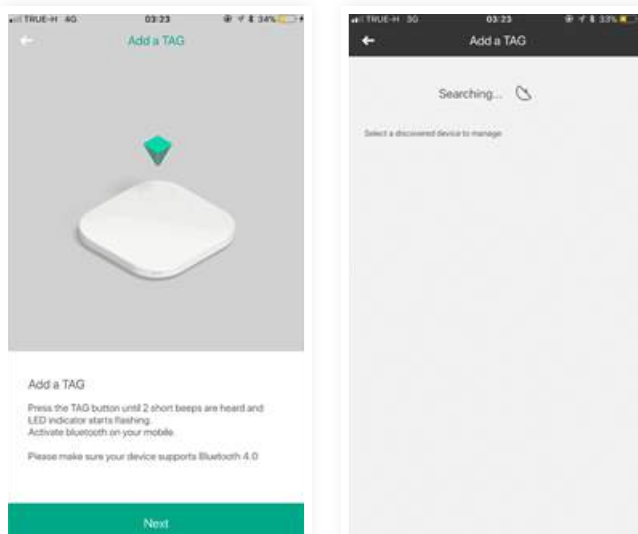 TRUE-H 4G 03:23 34%
Add a TAG
Add a TAG
Press the TAG button until 2 short beeps are heard and
LED indicator starts flashing.
Activate bluetooth on your mobile.
Please make sure your device supports Bluetooth 4.0
Next
TRUE-H 3G 03:23 33%
Add a TAG
Searching...
Select a discovered device to manage